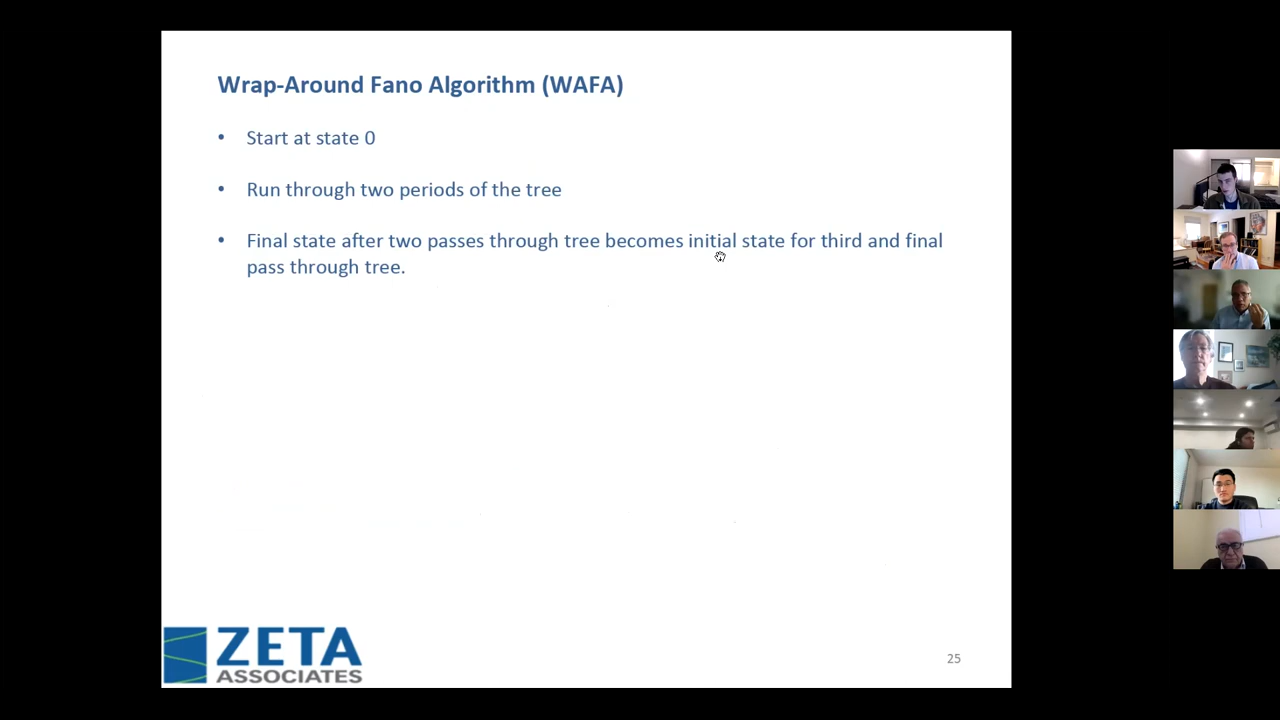 Wrap-Around Fano Algorithm (WAFA)
• Start at state 0
• Run through two periods of the tree
• Final state after two passes through tree becomes initial state for third and final
pass through tree.
ZETA
ASSOCIATES
25